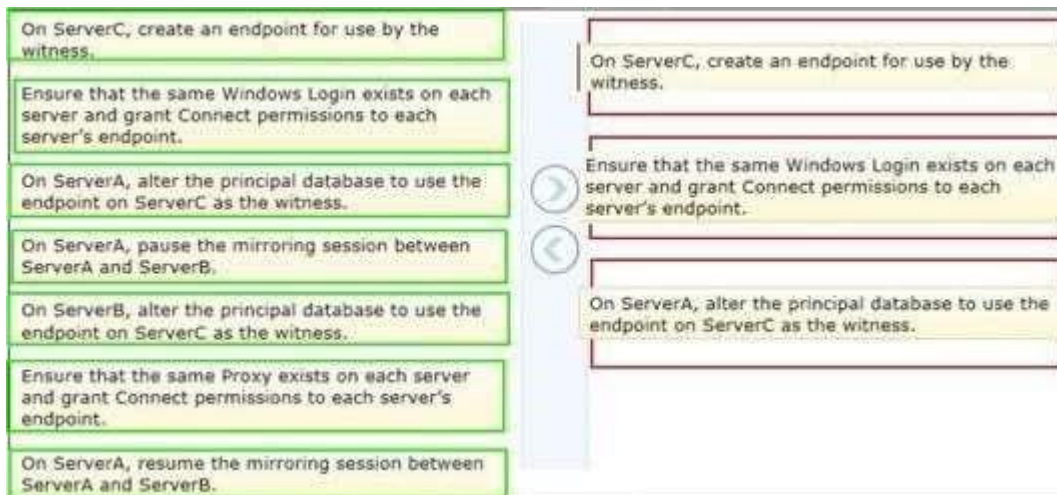 On ServerC, create an endpoint for use by the
witness.
Ensure that the same Windows Login exists on each
server and grant Connect permissions to each
server's endpoint.
On ServerA, alter the principal database to use the
endpoint on ServerC as the witness.
On ServerA, pause the mirroring session between
ServerA and ServerB.
On ServerB, alter the principal database to use the
endpoint on ServerC as the witness.
Ensure that the same Proxy exists on each server
and grant Connect permissions to each server's
endpoint.
On ServerA, resume the mirroring session between
ServerA and ServerB.
On ServerC, create an endpoint for use by the
witness.
Ensure that the same Windows Login exists on each
server and grant Connect permissions to each
server's endpoint.
On ServerA, alter the principal database to use the
endpoint on ServerC as the witness.